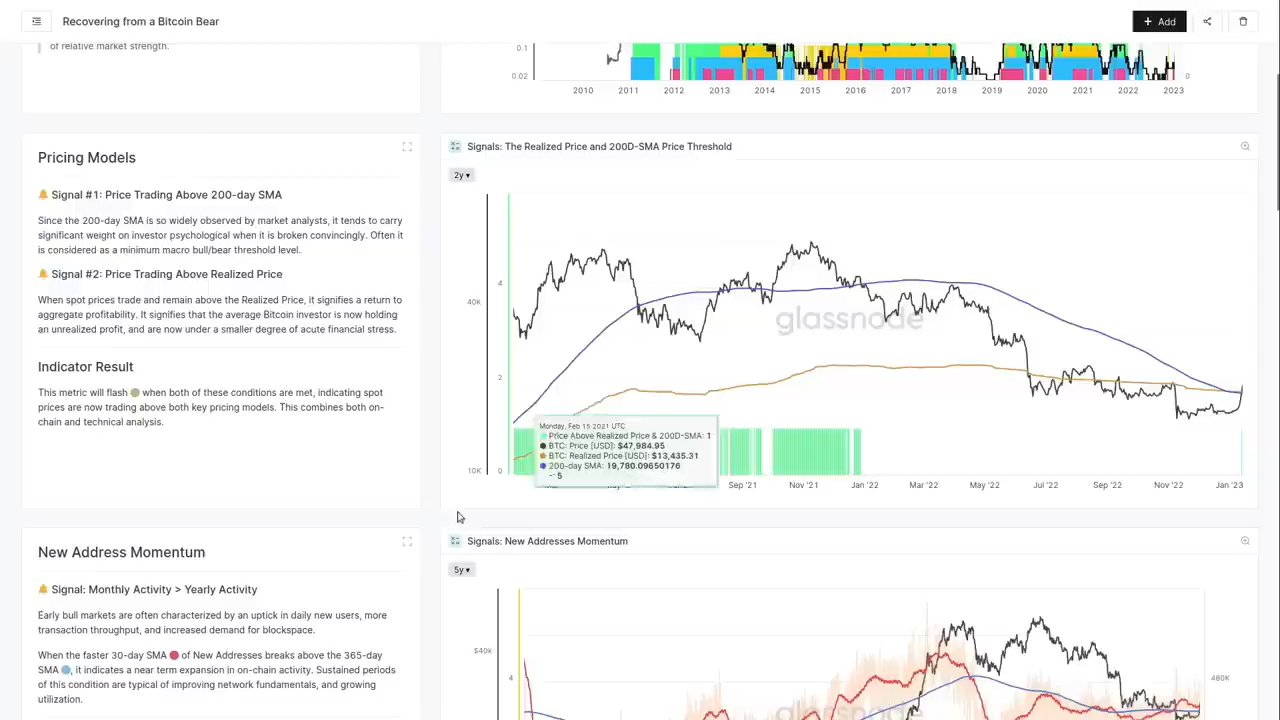 Recovering from a Bitcoin Bear
+ Add
of relative market strength.
0.1
0.02
0
2010 2011 2012 2013 2014 2015 2016 2017 2018 2019 2020 2021 2022 2023
Pricing Models
Signal #1: Price Trading Above 200-day SMA
Since the 200-day SMA is so widely observed by market analysts, it tends to carry
significant weight on investor psychological when it is broken convincingly. Often it
is considered as a minimum macro bull/bear threshold level.
Signal #2: Price Trading Above Realized Price
When spot prices trade and remain above the Realized Price, it signifies a return to
aggregate profitability. It signifies that the average Bitcoin investor is now holding
an unrealized profit, and are now under a smaller degree of acute financial stress.
Indicator Result
This metric will flash when both of these conditions are met, indicating spot
prices are now trading above both key pricing models. This combines both on-
chain and technical analysis.
Signals: The Realized Price and 200D-SMA Price Threshold
2y ▾
4
40K
glassnode
2
10K
0
Monday, Feb 15 2021 UTC
Price Above Realized Price & 200D-SMA: 1
BTC: Price [USD]: $47,984.95
BTC: Realized Price [USD]: $13,435.31
200-day SMA: 19,780.09650176
5
Sep '21 Nov '21 Jan '22 Mar '22 May '22 Jul '22 Sep '22 Nov '22 Jan '23
New Address Momentum
Signal: Monthly Activity > Yearly Activity
Early bull markets are often characterized by an uptick in daily new users, more
transaction throughput, and increased demand for blockspace.
When the faster 30-day SMA of New Addresses breaks above the 365-day
SMA , it indicates a near term expansion in on-chain activity. Sustained periods
of this condition are typical of improving network fundamentals, and growing
utilization.
Signals: New Addresses Momentum
5y ▾
$40k
4
480K
glassnode